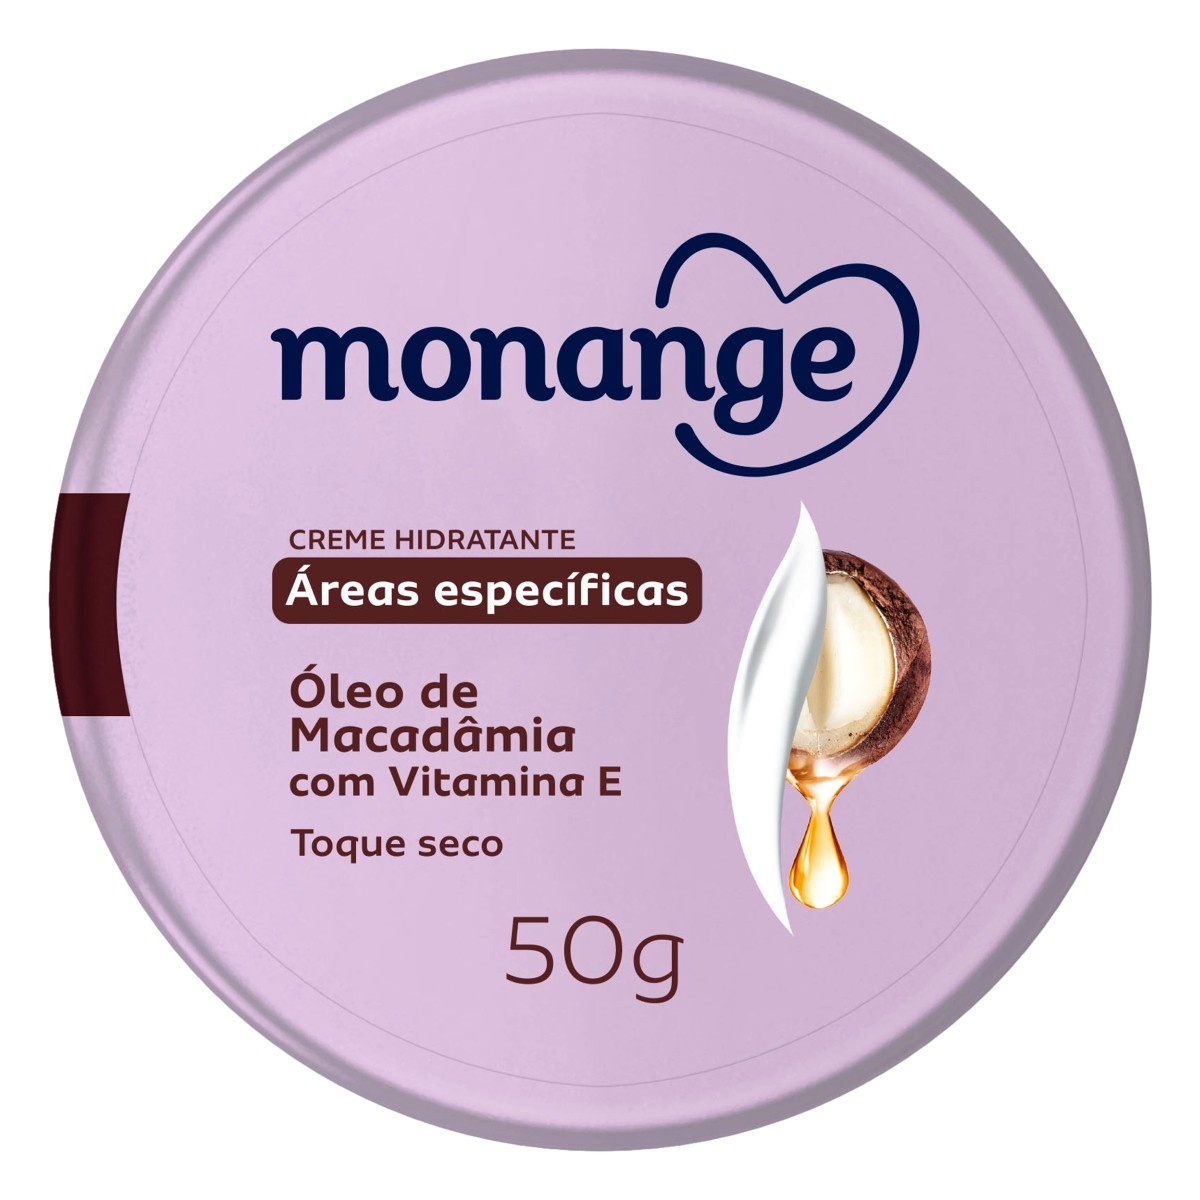 monange
CREME HIDRATANTE
Áreas específicas
Óleo de
Macadâmia
com Vitamina E
Toque seco
50g